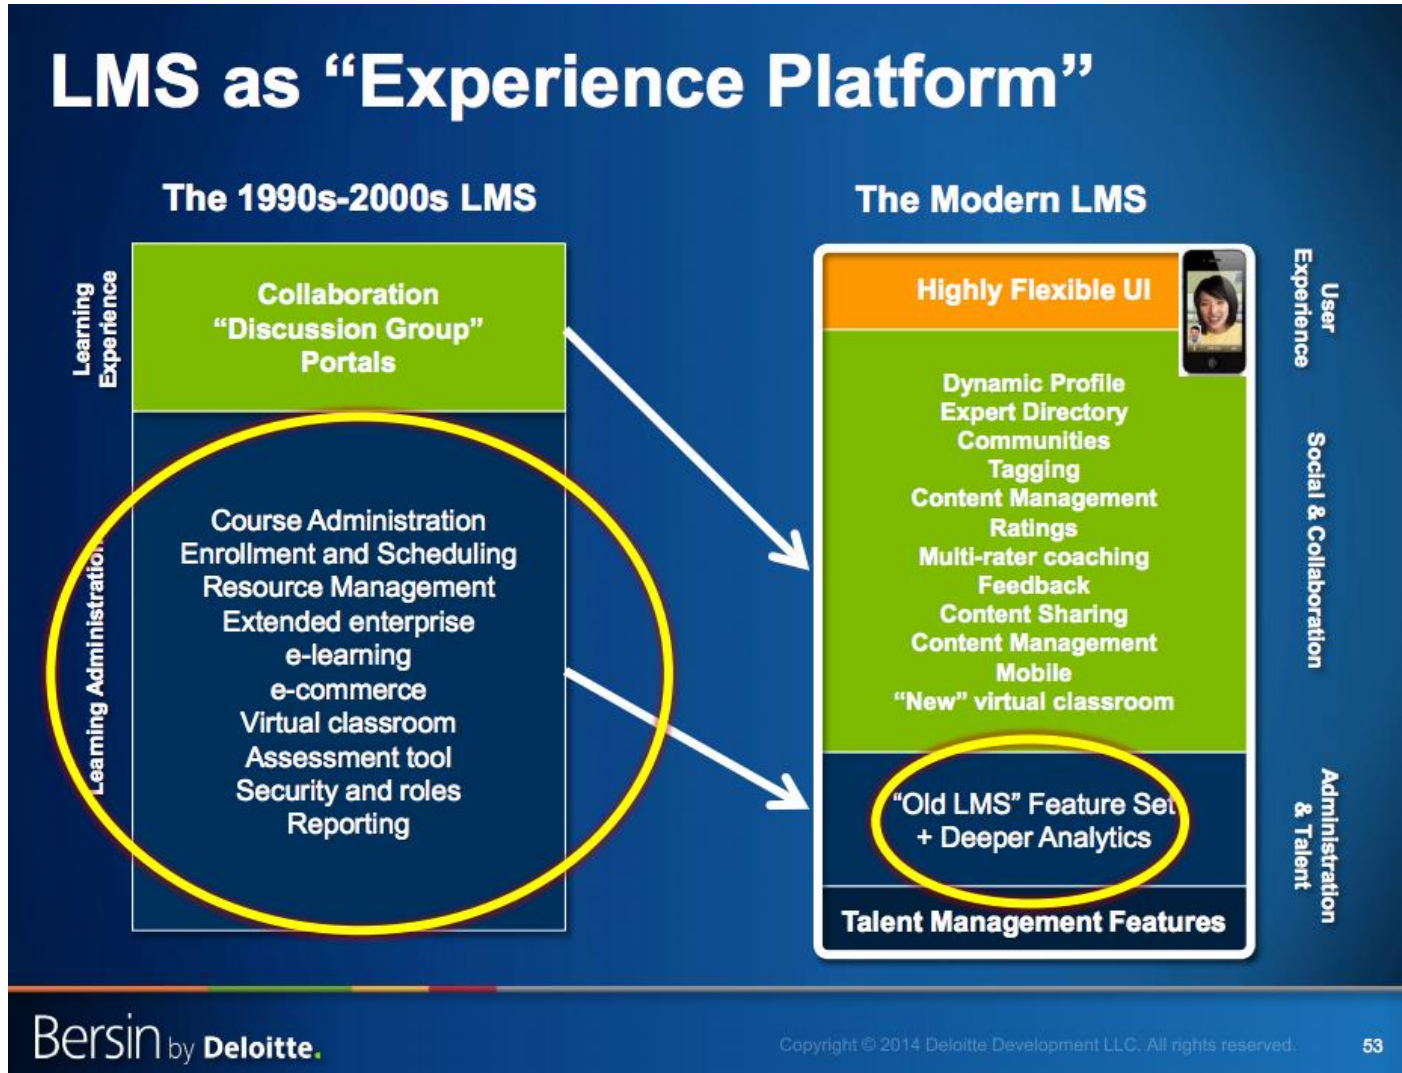 LMS as “Experience Platform”
The 1990s-2000s LMS
Learning
Experience
Collaboration
“Discussion Group”
Portals
Learning Administration
Course Administration
Enrollment and Scheduling
Resource Management
Extended enterprise
e-learning
e-commerce
Virtual classroom
Assessment tool
Security and roles
Reporting
The Modern LMS
Highly Flexible UI
User
Experience
Dynamic Profile
Expert Directory
Communities
Tagging
Content Management
Ratings
Multi-rater coaching
Feedback
Content Sharing
Content Management
Mobile
“New” virtual classroom
Social & Collaboration
“Old LMS” Feature Set
+ Deeper Analytics
Administration
& Talent
Talent Management Features
Bersin by Deloitte.
Copyright © 2014 Deloitte Development LLC. All rights reserved.
53